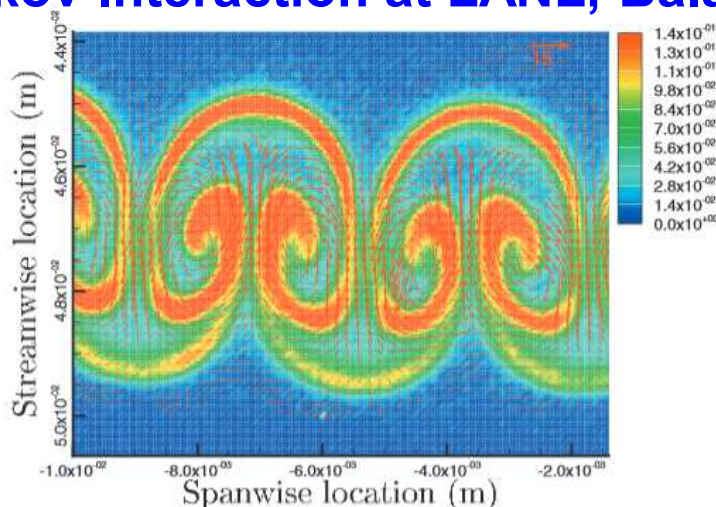 Interaction at LANL,
1.4x10⁻⁰¹
1.3x10⁻⁰¹
1.1x10⁻⁰¹
9.8x10⁻⁰²
8.4x10⁻⁰²
7.0x10⁻⁰²
5.6x10⁻⁰²
4.2x10⁻⁰²
2.8x10⁻⁰²
1.4x10⁻⁰²
0.0x10⁺⁰⁰
Streamwise location (m)
4.4x10⁻⁰²
4.6x10⁻⁰²
4.8x10⁻⁰²
5.0x10⁻⁰²
-1.0x10⁻⁰² -8.0x10⁻⁰³ -6.0x10⁻⁰³ -4.0x10⁻⁰³ -2.0x10⁻⁰³
Spanwise location (m)